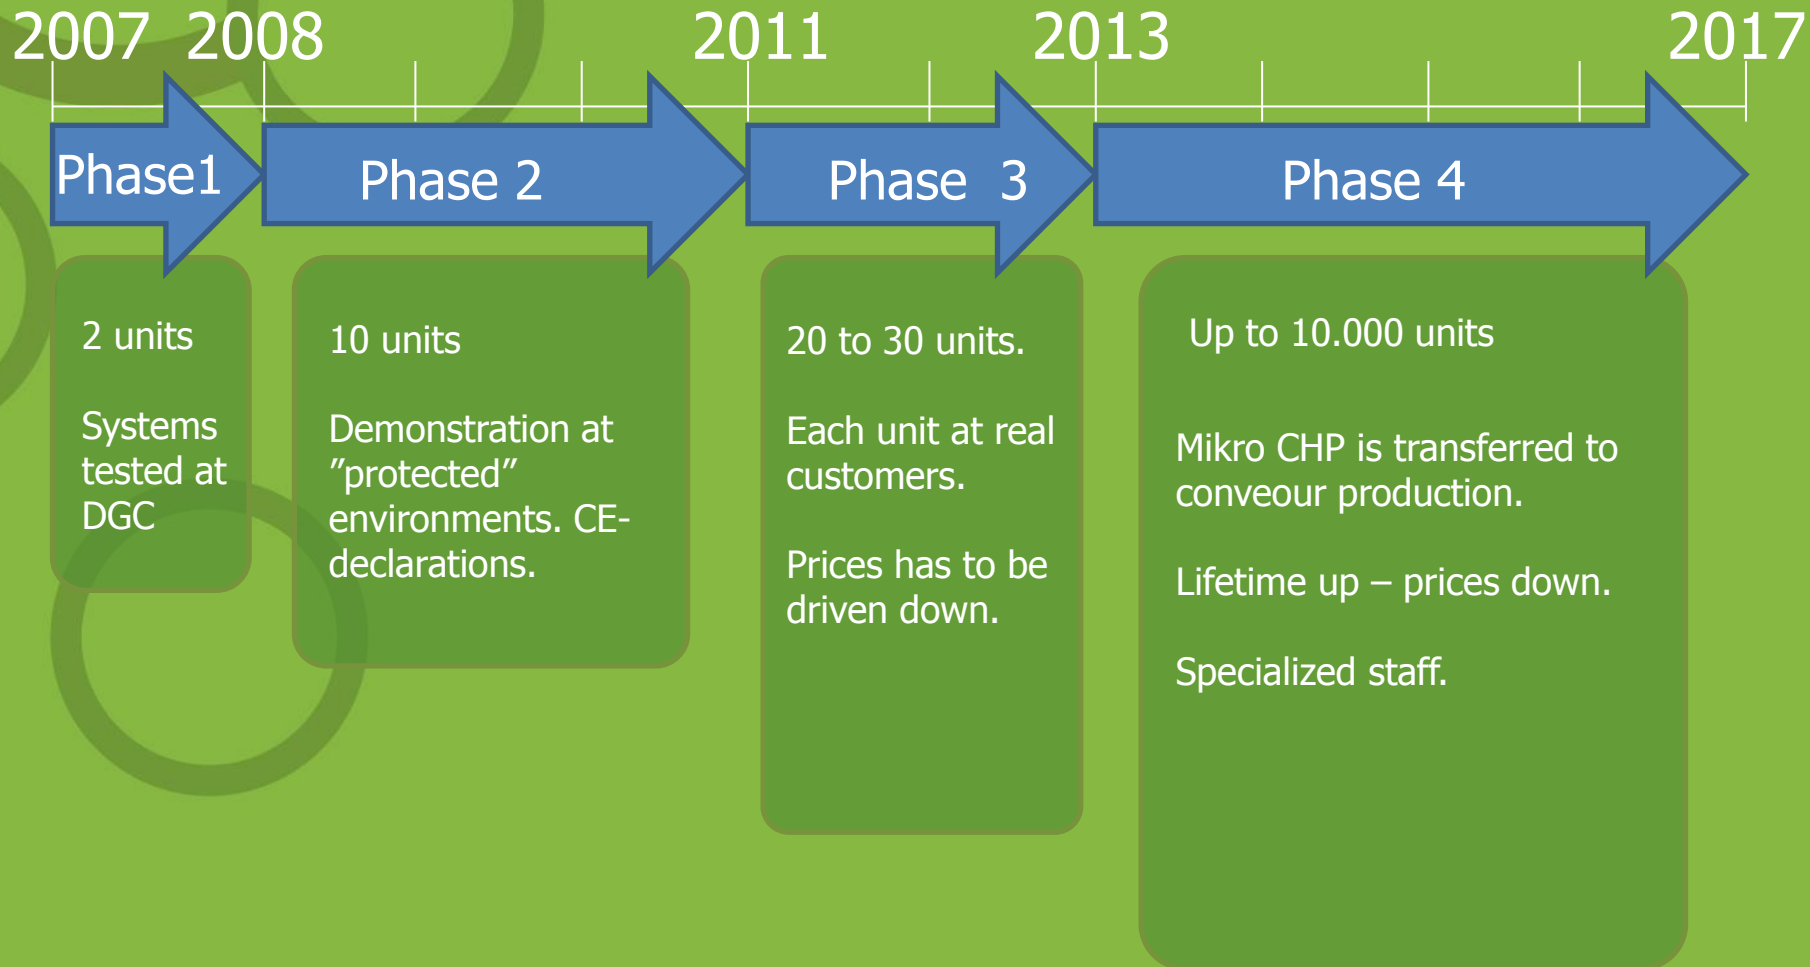 2007 2008 2011 2013 2017
Phase1 Phase 2 Phase  3 Phase 4
2 units
Systems
tested at
DGC
10 units
Demonstration at
”protected”
environments. CE-
declarations.
20 to 30 units.
Each unit at real
customers.
Prices has to be
driven down.
Up to 10.000 units
Mikro CHP is transferred to
conveour production.
Lifetime up – prices down.
Specialized staff.